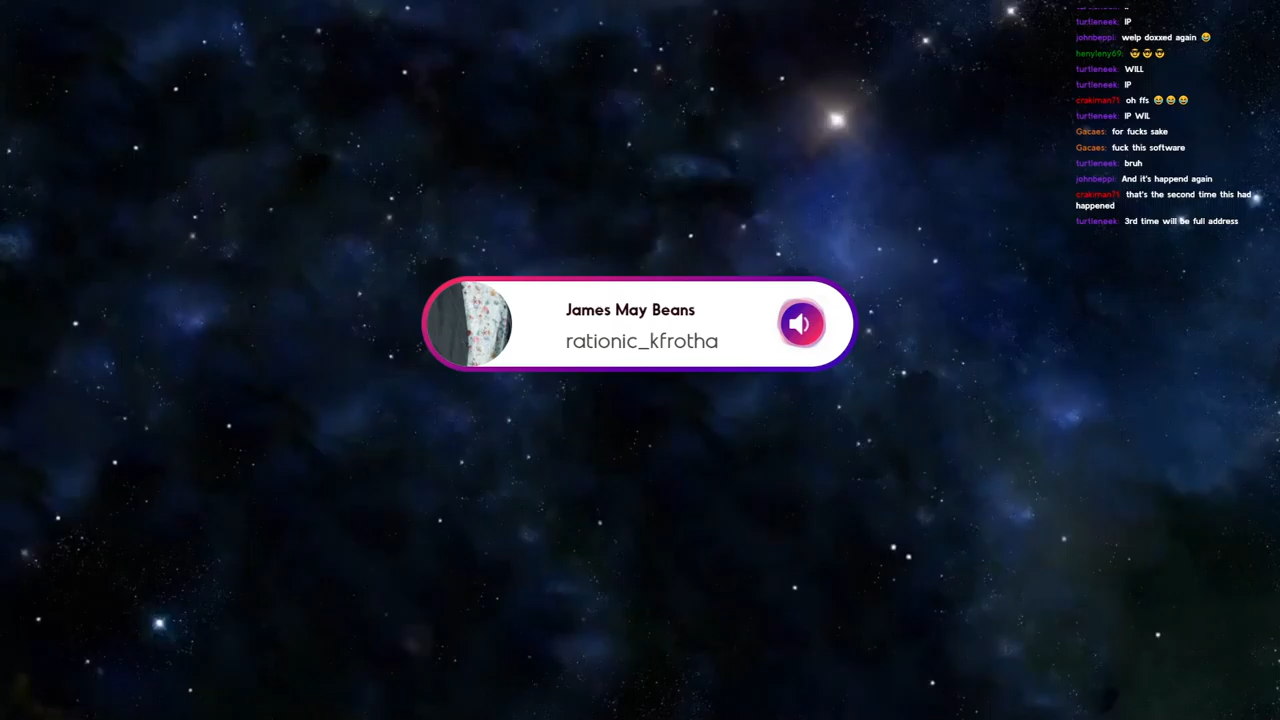 turtleneek: IP
johnbeppi: welp doxxed again 😂
henyleny69: 😎😎😎
turtleneek: WILL
turtleneek: IP
crakiman71: oh ffs 😂😂😂
turtleneek: IP WIL
Gacaes: for fucks sake
Gacaes: fuck this software
turtleneek: bruh
johnbeppi: And it's happend again
crakiman71: that's the second time this had
happened
turtleneek: 3rd time will be full address
James May Beans
rationic_kfrotha